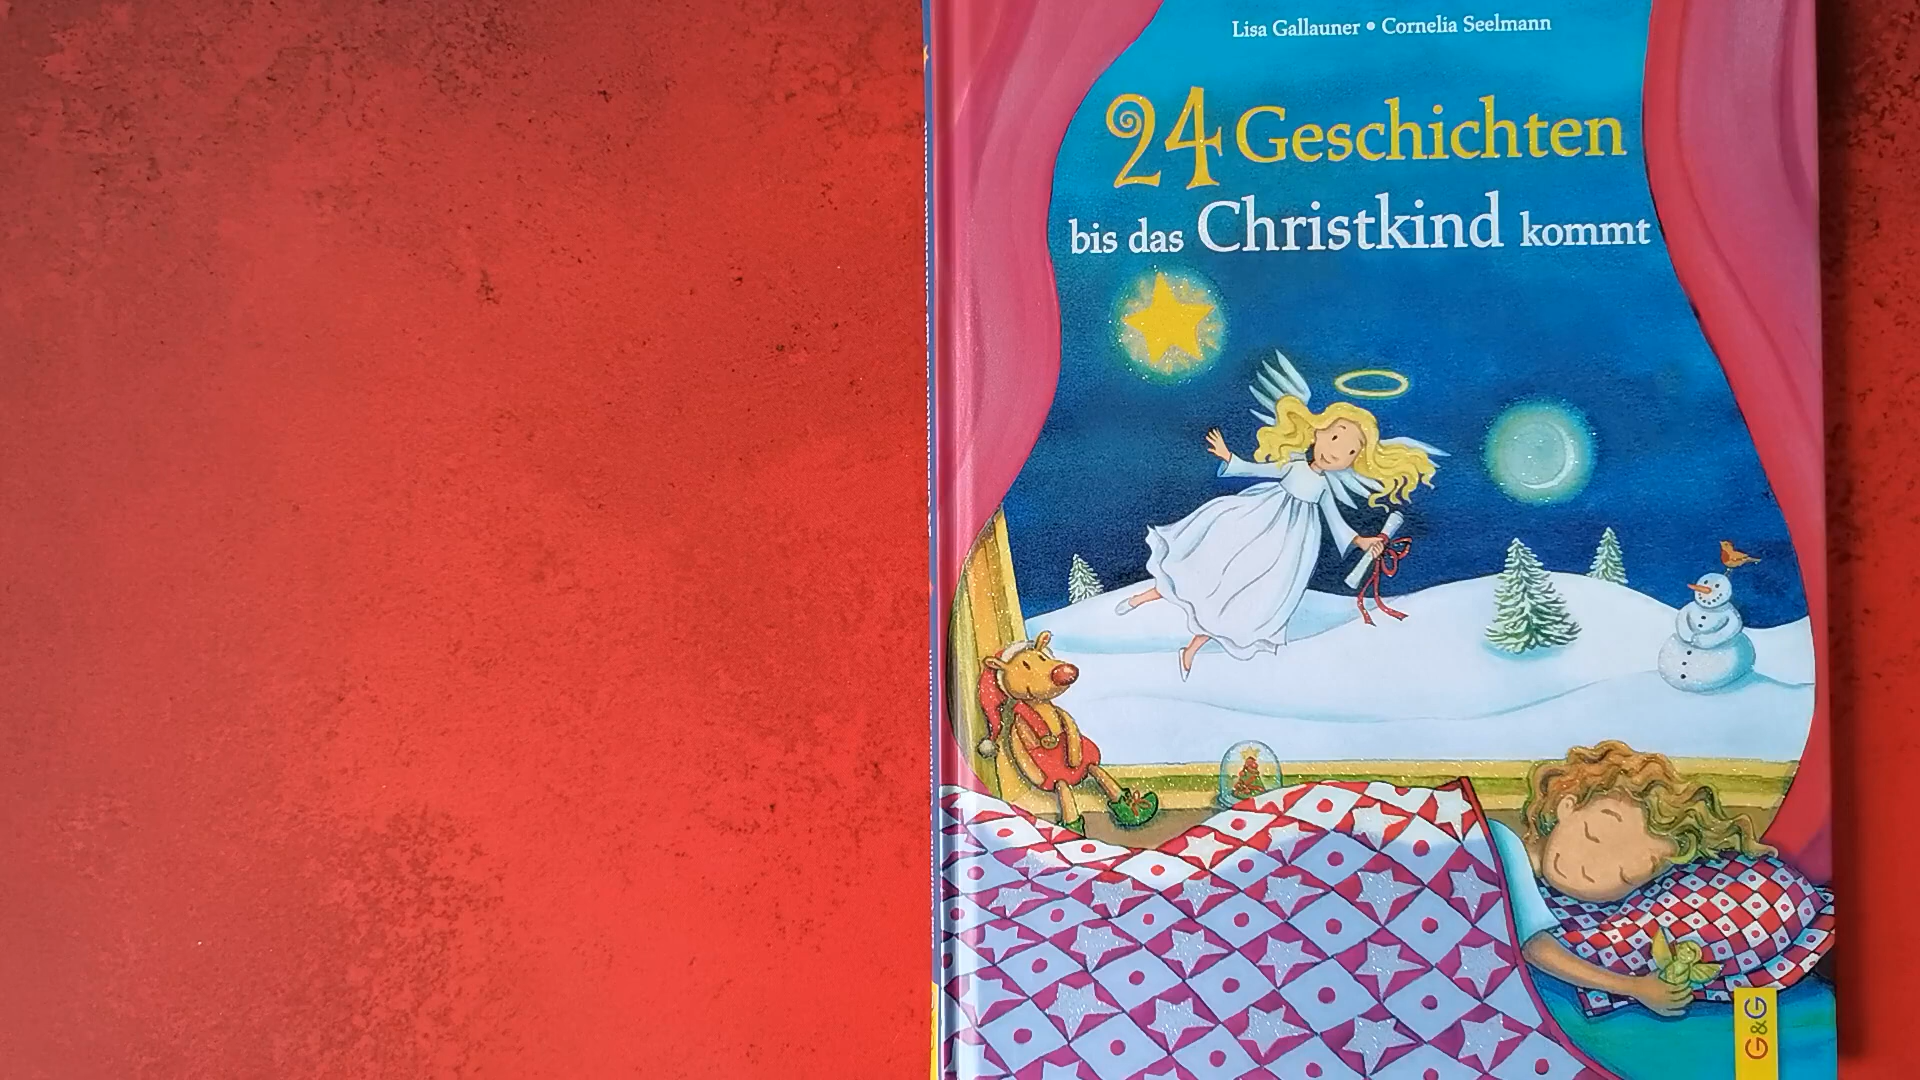 Lisa Gallauner • Cornelia Seelmann
24 Geschichten
bis das Christkind kommt
G&G